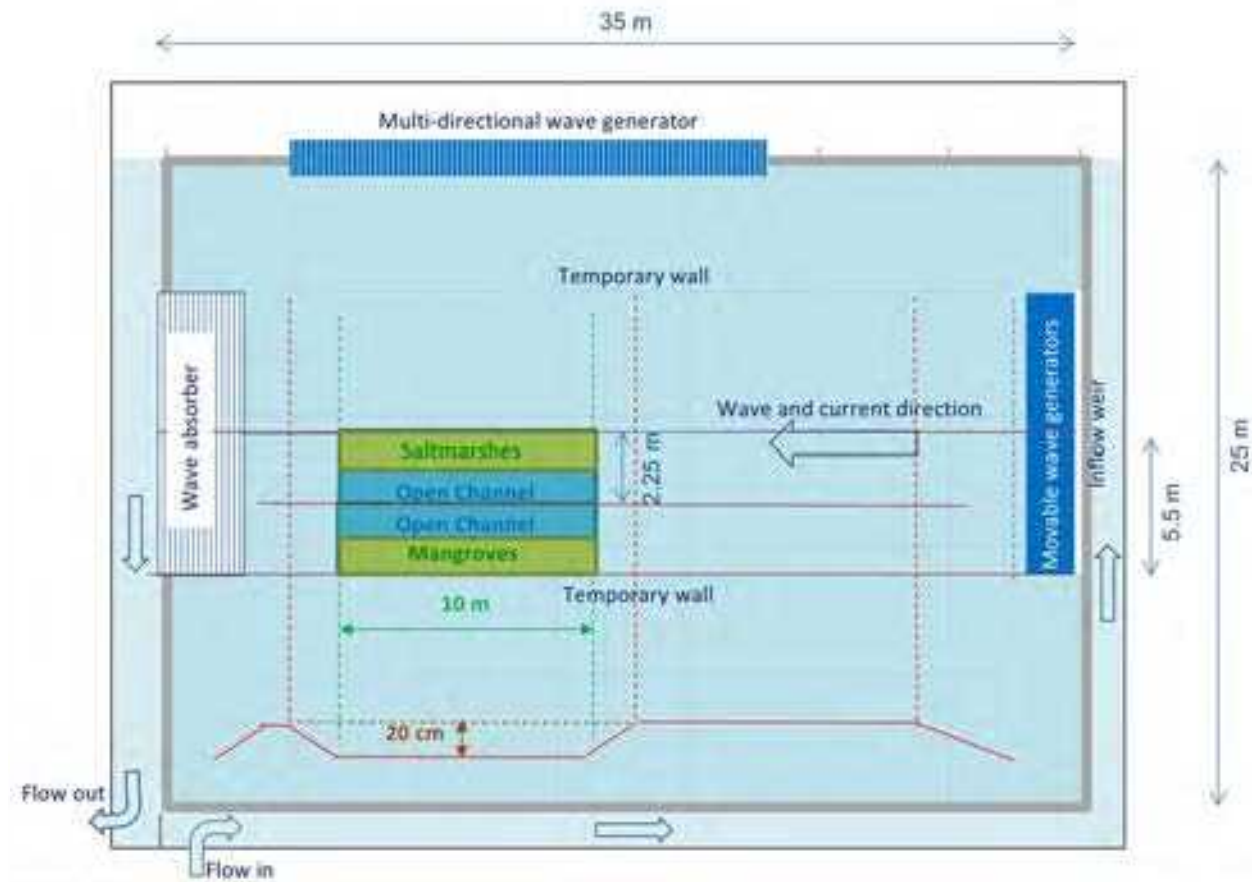 35 m
Multi-directional wave generator
Temporary wall
Wave absorber
Movable wave generators
Inflow weir
25 m
Wave and current direction
Saltmarshes
2.25 m
Open Channel
5.5 m
Open Channel
Mangroves
Temporary wall
10 m
20 cm
Flow out
Flow in